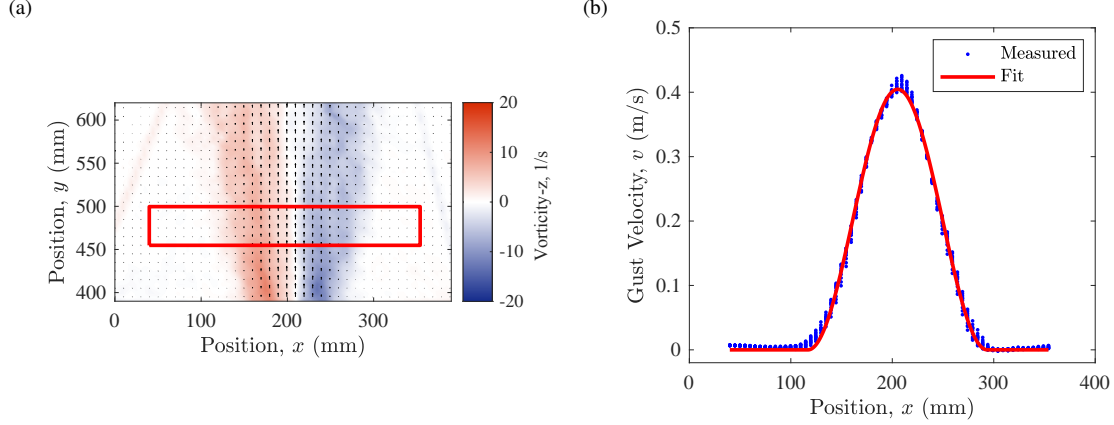 (a)
600
550
500
450
400
0
100
200
300
Position, y (mm)
Position, x (mm)
20
10
0
-10
-20
Vorticity-z, 1/s
(b)
0.5
0.4
0.3
0.2
0.1
0
0
100
200
300
400
Gust Velocity, v (m/s)
Position, x (mm)
Measured
Fit